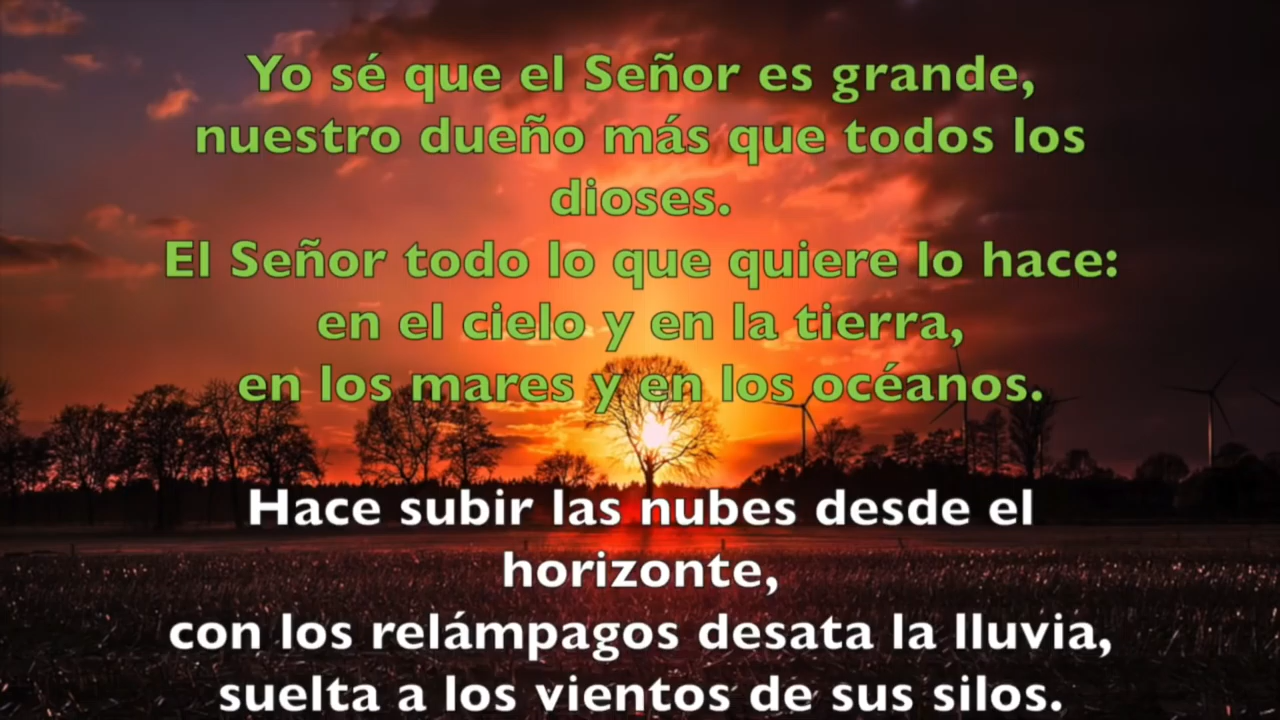 Yo sé que el Señor es grande,
nuestro dueño más que todos los
dioses.
El Señor todo lo que quiere lo hace:
en el cielo y en la tierra,
en los mares y en los océanos.
Hace subir las nubes desde el
horizonte,
con los relámpagos desata la lluvia,
suelta a los vientos de sus silos.